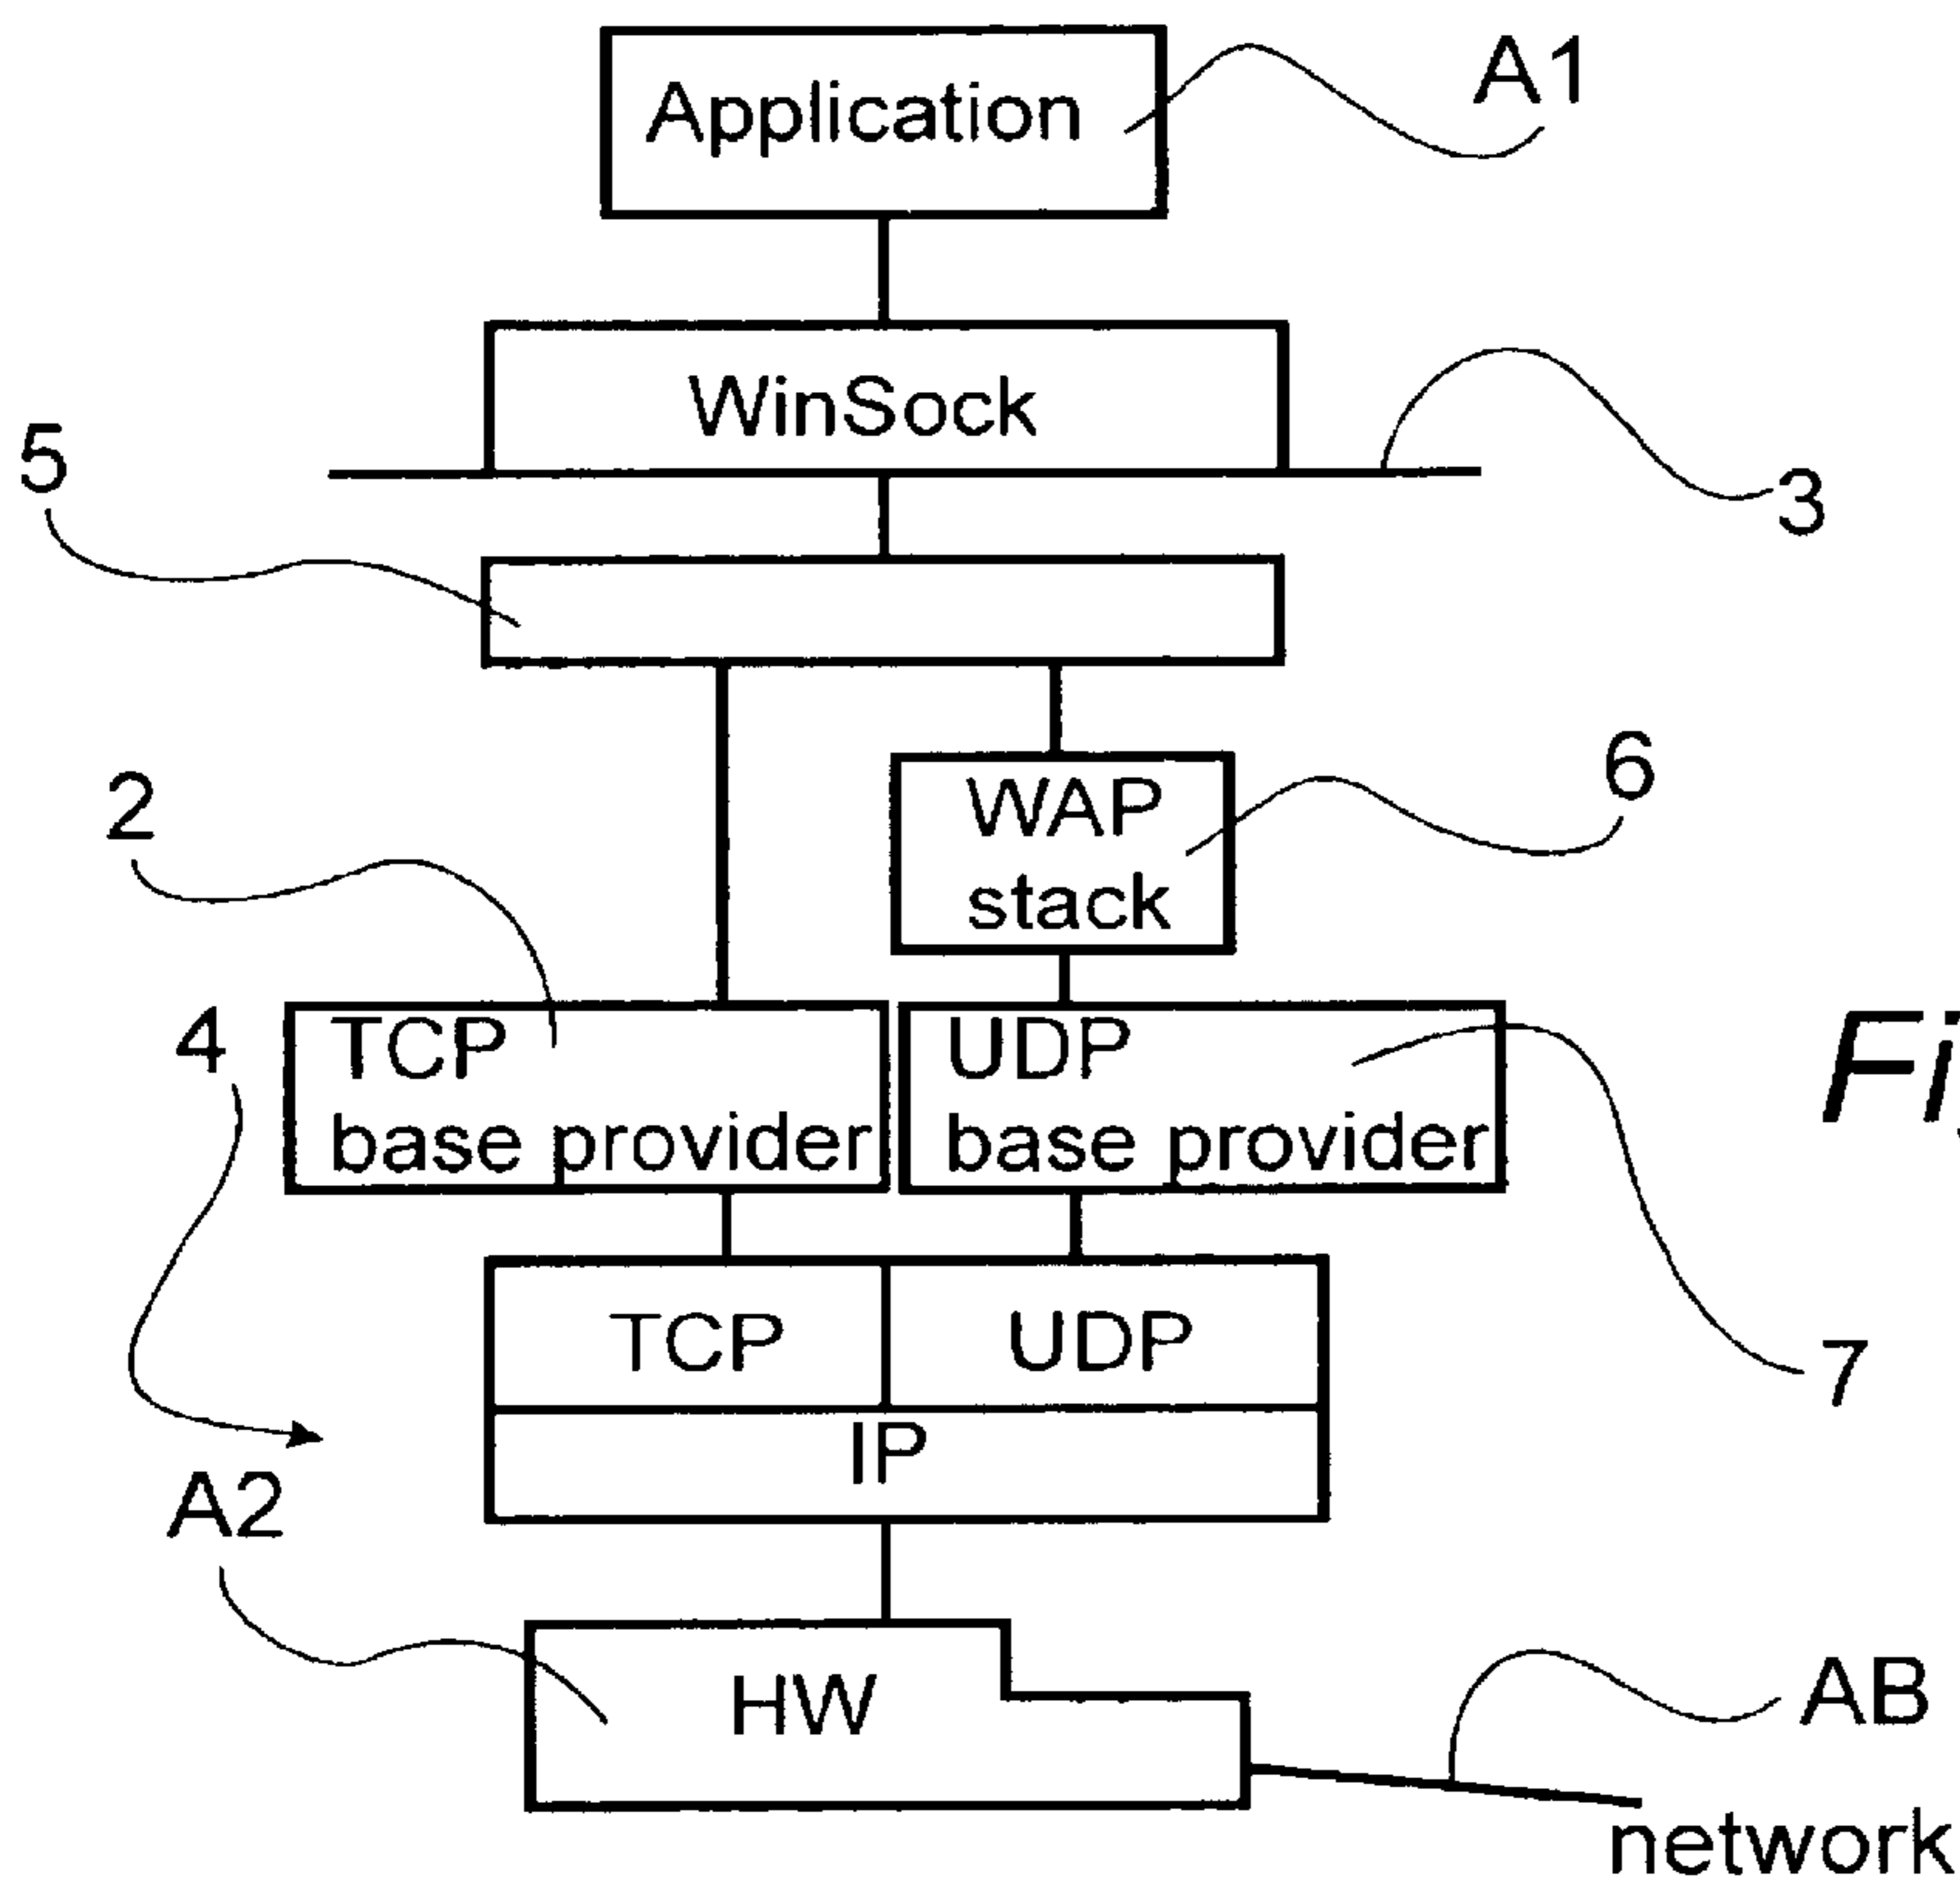 Application
A1
WinSock
5
3
2
WAP
stack
6
4
TCP
base provider
UDP
base provider
TCP
UDP
7
IP
A2
HW
AB
network